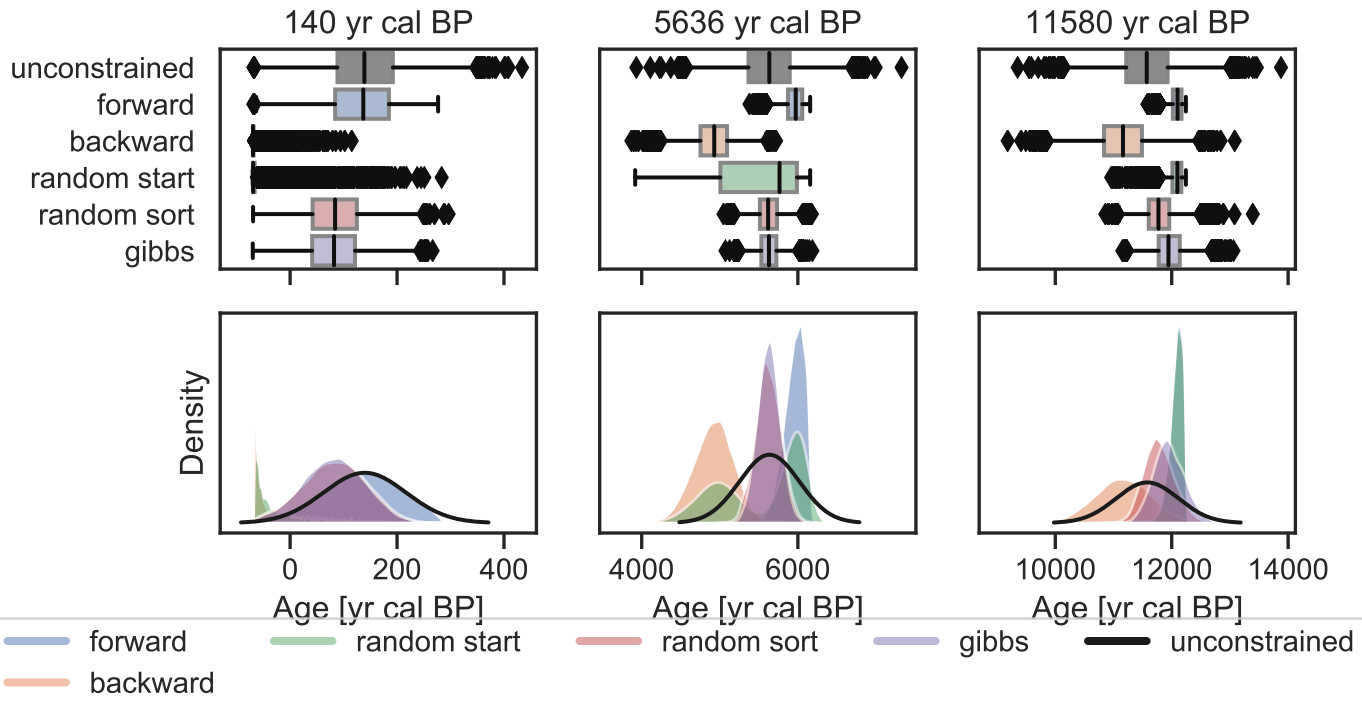 140 yr cal BP 5636 yr cal BP 11580 yr cal BP
unconstrained
forward
backward
random start
random sort
gibbs
Density
0 200 400 4000 6000 10000 12000 14000
Age [yr cal BP] Age [yr cal BP] Age [yr cal BP]
forward random start random sort gibbs unconstrained
backward